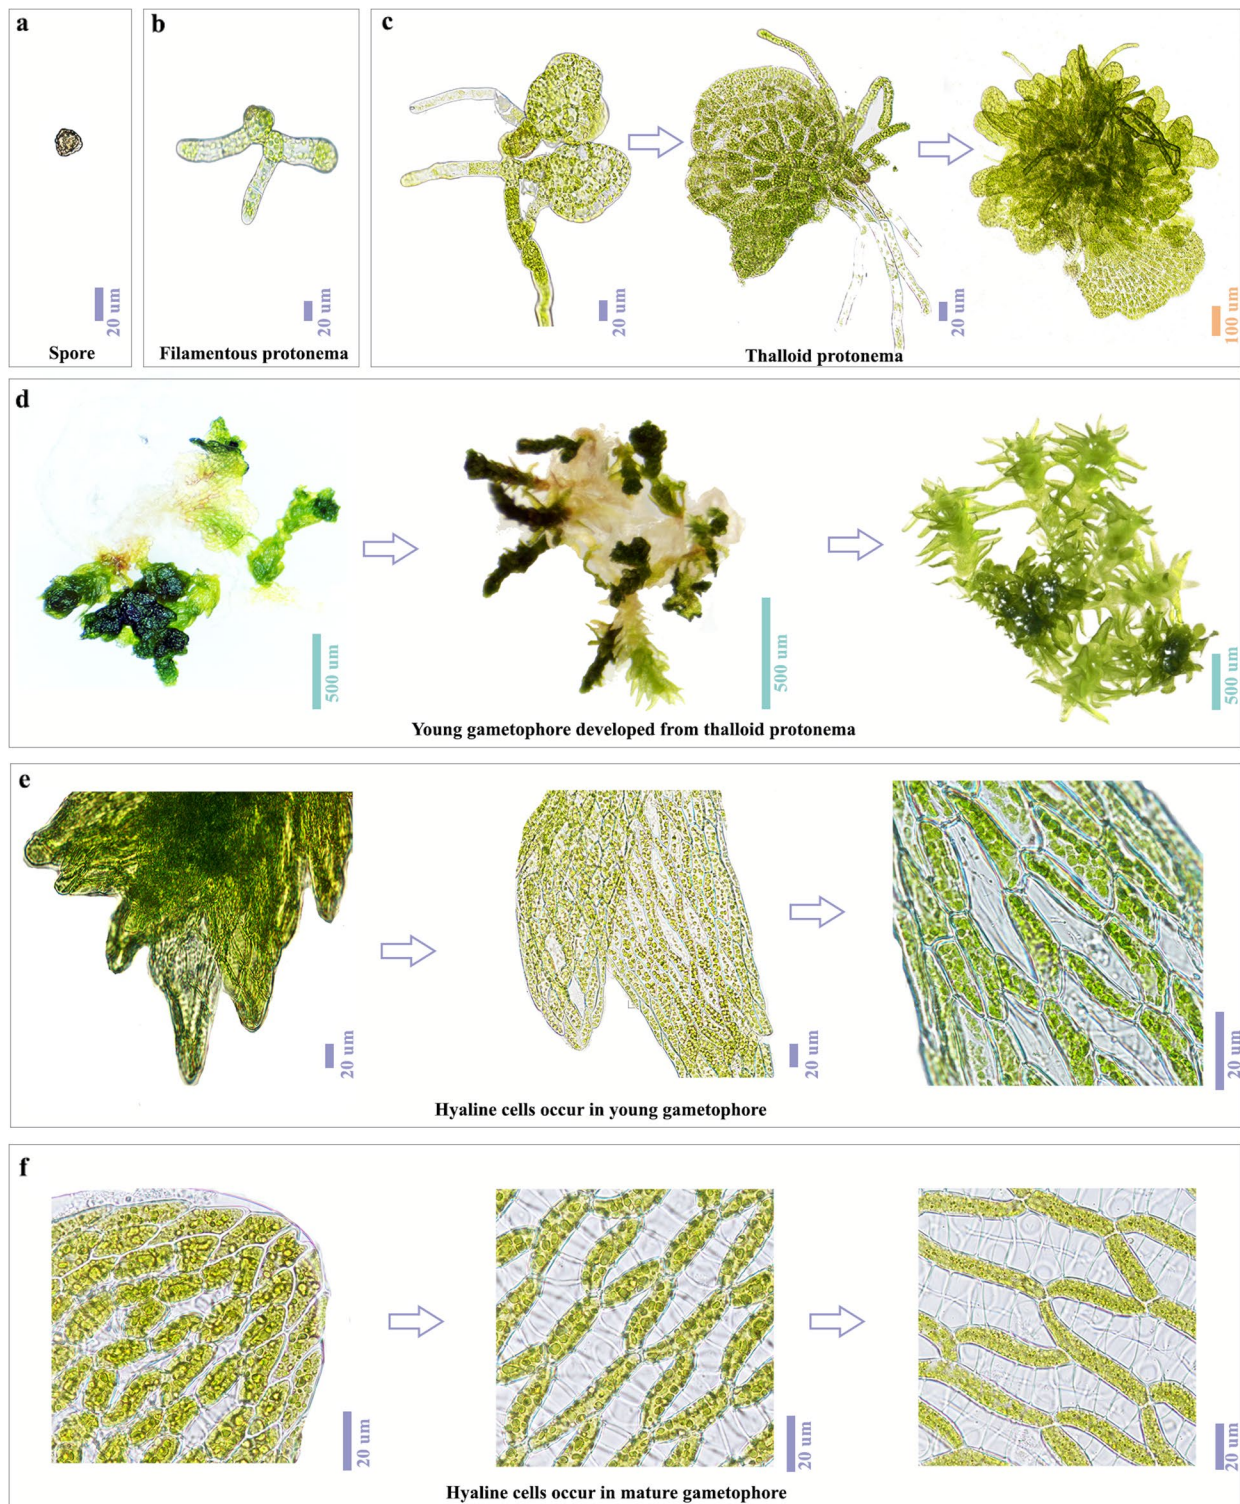 a
20 um
Spore
b
20 um
Filamentous protonema
c
20 um
20 um
100 um
Thalloid protonema
d
500 um
500 um
500 um
Young gametophore developed from thalloid protonema
e
20 um
20 um
20 um
Hyaline cells occur in young gametophore
f
20 um
20 um
20 um
Hyaline cells occur in mature gametophore